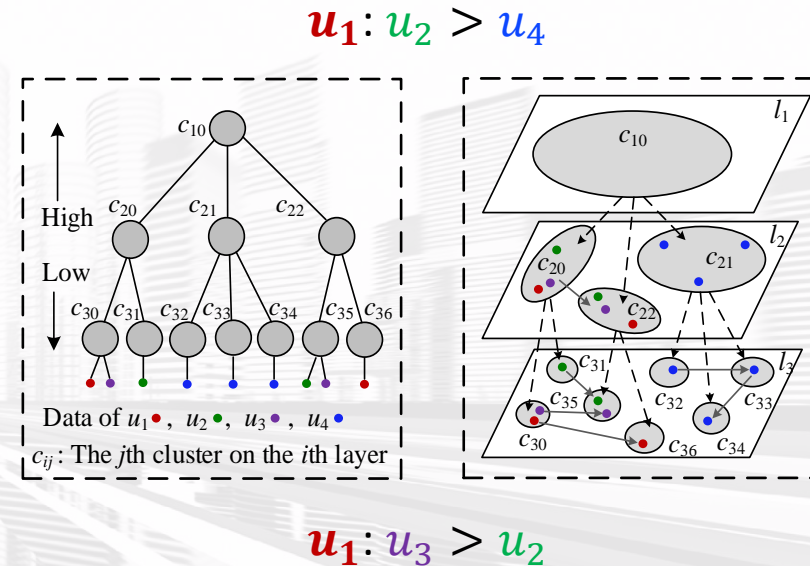 u₁: u₂ > u₄
c₁₀
High
c₂₀ c₂₁ c₂₂
Low
c₃₀ c₃₁ c₃₂ c₃₃ c₃₄ c₃₅ c₃₆
Data of u₁ , u₂ , u₃ , u₄
cᵢⱼ: The jth cluster on the ith layer
l₁
c₁₀
l₂
c₂₀ c₂₁
c₂₂
l₃
c₃₁
c₃₅ c₃₂ c₃₃
c₃₀ c₃₆ c₃₄
u₁: u₃ > u₂